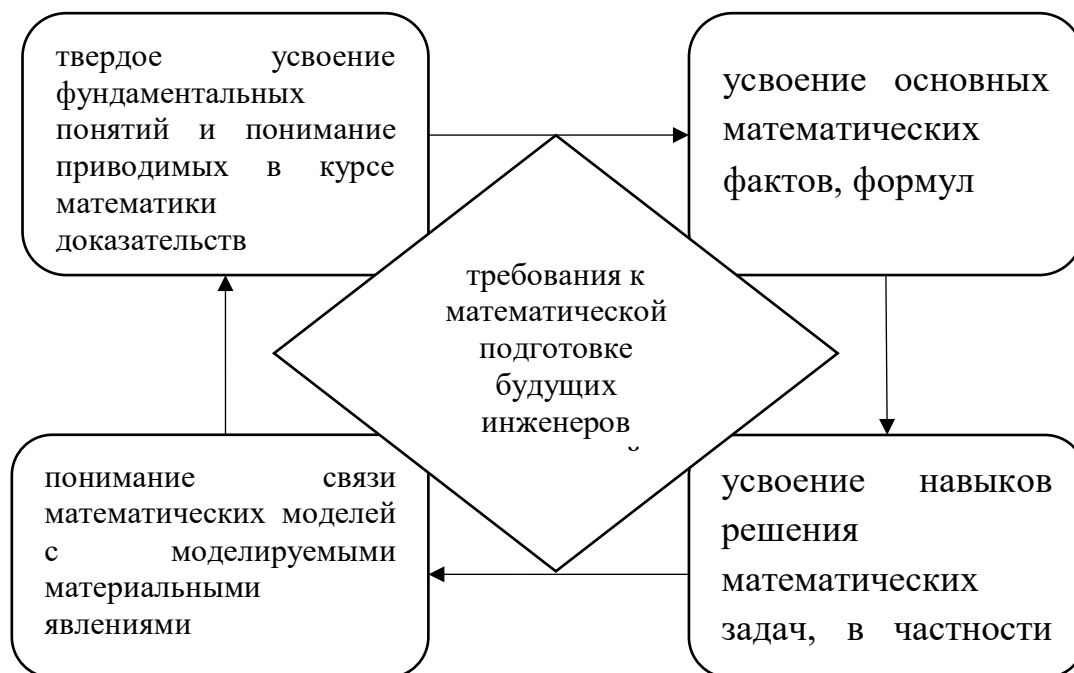 твердое усвоение
фундаментальных
понятий и понимание
приводимых в курсе
математики
доказательств
усвоение основных
математических
фактов, формул
требования к
математической
подготовке
будущих
инженеров
понимание связи
математических моделей
с моделируемыми
материальными
явлениями
усвоение навыков
решения
математических
задач, в частности